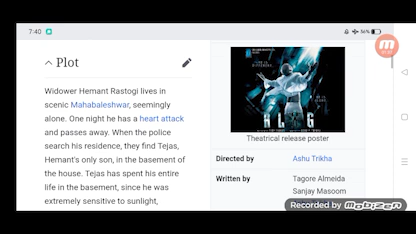 7:40
56%
Plot
Widower Hemant Rastogi lives in
scenic Mahabaleshwar, seemingly
alone. One night he has a heart attack
and passes away. When the police
search his residence, they find Tejas,
Hemant's only son, in the basement of
the house. Tejas has spent his entire
life in the basement, since he was
extremely sensitive to sunlight,
Theatrical release poster
Directed by
Ashu Trikha
Written by
Tagore Almeida
Sanjay Masoom
Recorded by
MOBIZEN